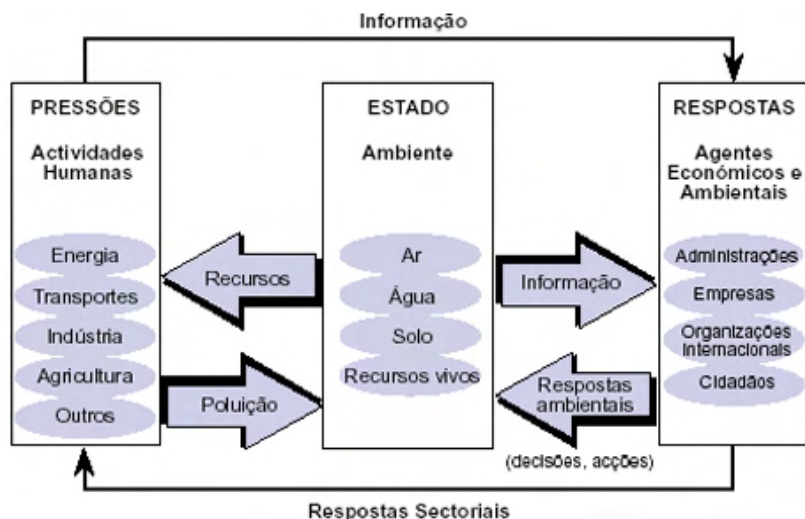 Informação
PRESSÕES
Actividades
Humanas
Energia
Transportes
Indústria
Agricultura
Outros
Recursos
Poluição
ESTADO
Ambiente
Ar
Água
Solo
Recursos vivos
Informação
Respostas
ambientais
(decisões, acções)
RESPOSTAS
Agentes
Económicos e
Ambientais
Administrações
Empresas
Organizações
Internacionais
Cidadãos
Respostas Sectoriais